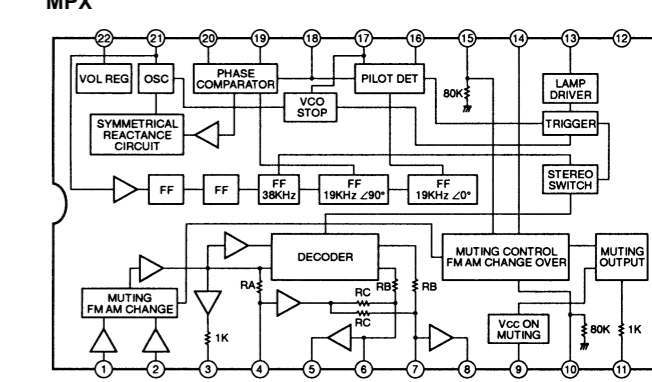 MPX
22 21 20 19 18 17 16 15 14 13 12
VOL REG
OSC
PHASE
COMPARATOR
PILOT DET
80K
LAMP
DRIVER
VCO
STOP
SYMMETRICAL
REACTANCE
CIRCUIT
TRIGGER
FF
FF
FF
38KHz
FF
19KHz ∠90°
FF
19KHz ∠0°
STEREO
SWITCH
DECODER
MUTING CONTROL
FM AM CHANGE OVER
MUTING
OUTPUT
RA
RB
RB
MUTING
FM AM CHANGE
RC
RC
1K
VCC ON
MUTING
80K
1K
1 2 3 4 5 6 7 8 9 10 11